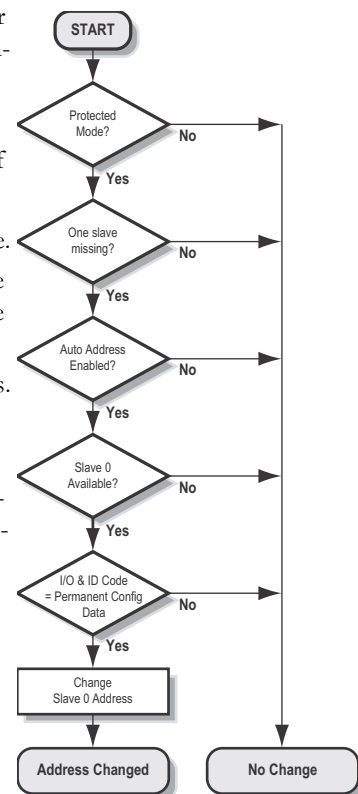 r
START
-
Protected
Mode?
No
f
Yes
One slave
missing?
e.
No
e
Yes
e
Auto Address
Enabled?
No
s.
Yes
Slave 0
Available?
No
-
Yes
-
I/O & ID Code
= Permanent Config
Data
No
Yes
Change
Slave 0 Address
Address Changed
No Change